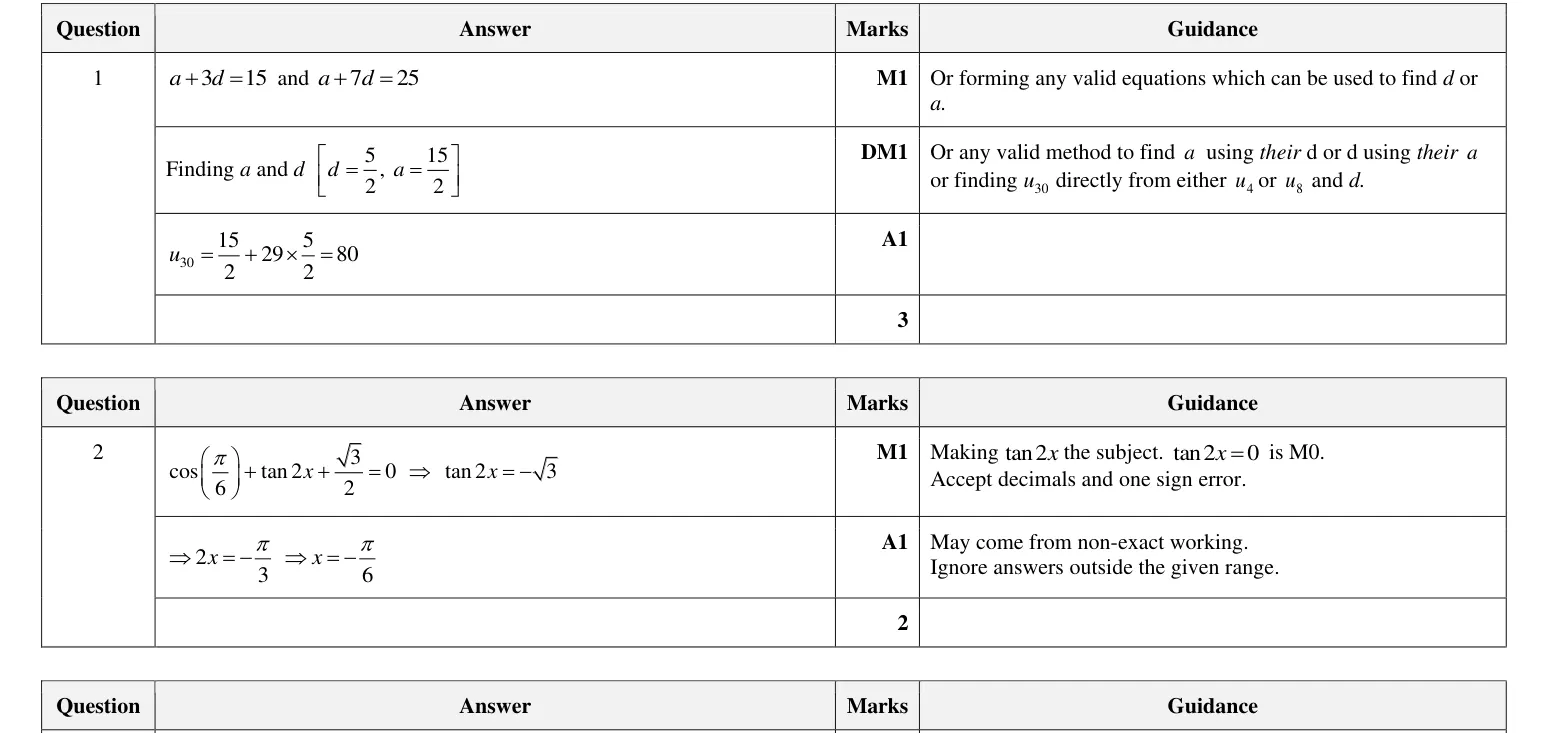 Question Answer Marks Guidance
1 a + 3d = 15 and a + 7d = 25 M1 Or forming any valid equations which can be used to find d or
a.
Finding a and d [d = 5/2, a = 15/2] DM1 Or any valid method to find a using their d or d using their a
or finding u₃₀ directly from either u₄ or u₈ and d.
u₃₀ = 15/2 + 29 × 5/2 = 80 A1
3
Question Answer Marks Guidance
2 cos(π/6) + tan 2x + √3/2 = 0 ⇒ tan 2x = −√3 M1 Making tan 2x the subject. tan 2x = 0 is M0.
Accept decimals and one sign error.
⇒ 2x = −π/3 ⇒ x = −π/6 A1 May come from non-exact working.
Ignore answers outside the given range.
2
Question Answer Marks Guidance